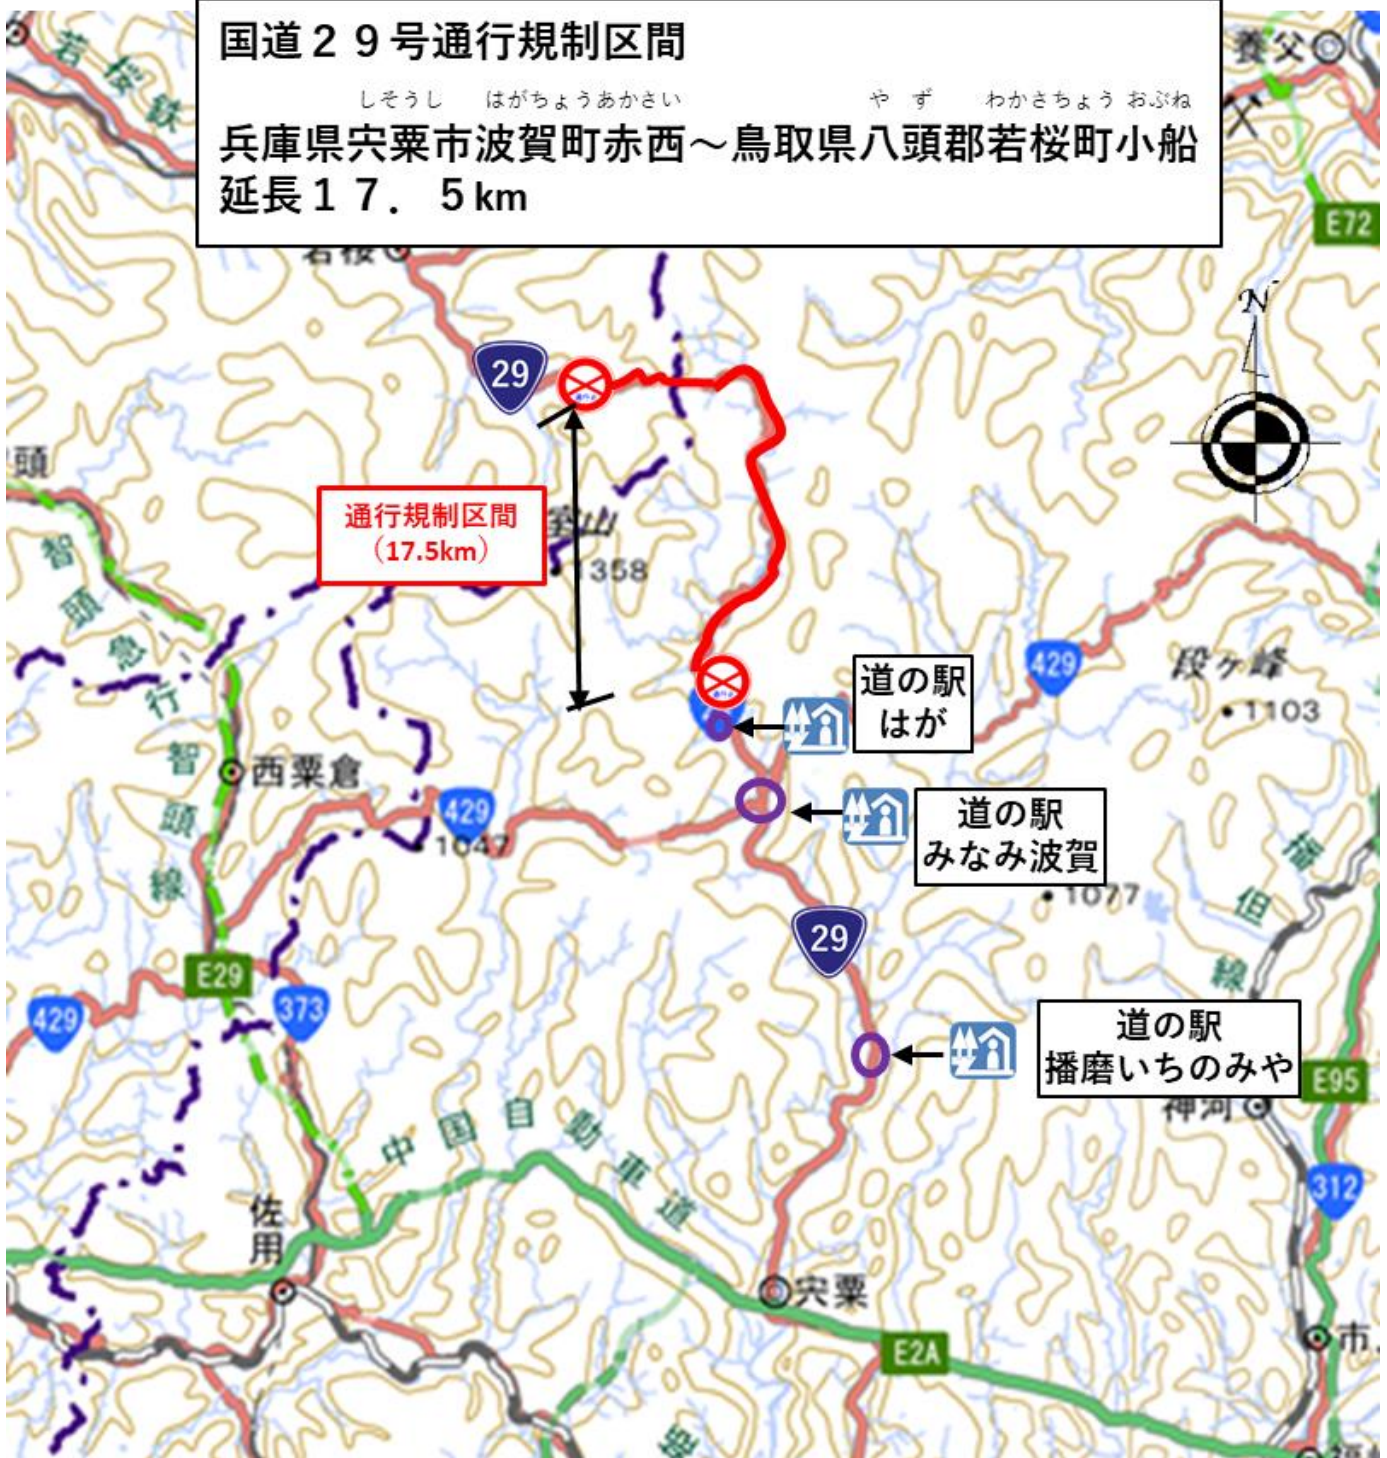 国道２９号通行規制区間
しそうし はがちょうあかさい や ず わかさちょう おぶね
兵庫県宍粟市波賀町赤西～鳥取県八頭郡若桜町小船
延長１７．５km
養父
若桜鉄
E72
若桜
N
29
頭
通行規制区間
（17.5km）
室山
1358
智頭急行智頭線
429
段ヶ峰
1103
道の駅
はが
西粟倉
429
1047
道の駅
みなみ波賀
1077
播但線
29
E29
373
429
道の駅
播磨いちのみや
E95
神河
中国自動車道
312
佐用
宍粟
E2A
市